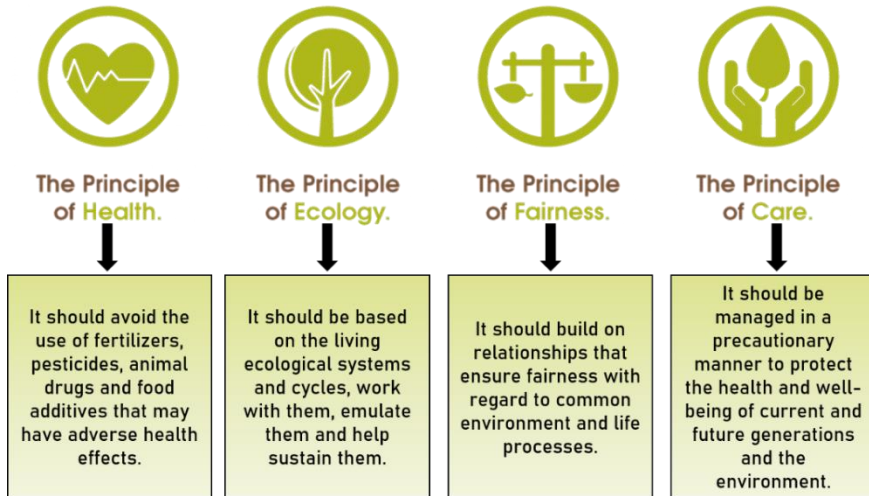 The Principle
of Health.
The Principle
of Ecology.
The Principle
of Fairness.
The Principle
of Care.
It should avoid the
use of fertilizers,
pesticides, animal
drugs and food
additives that may
have adverse health
effects.
It should be based
on the living
ecological systems
and cycles, work
with them, emulate
them and help
sustain them.
It should build on
relationships that
ensure fairness with
regard to common
environment and life
processes.
It should be
managed in a
precautionary
manner to protect
the health and well-
being of current and
future generations
and the
environment.